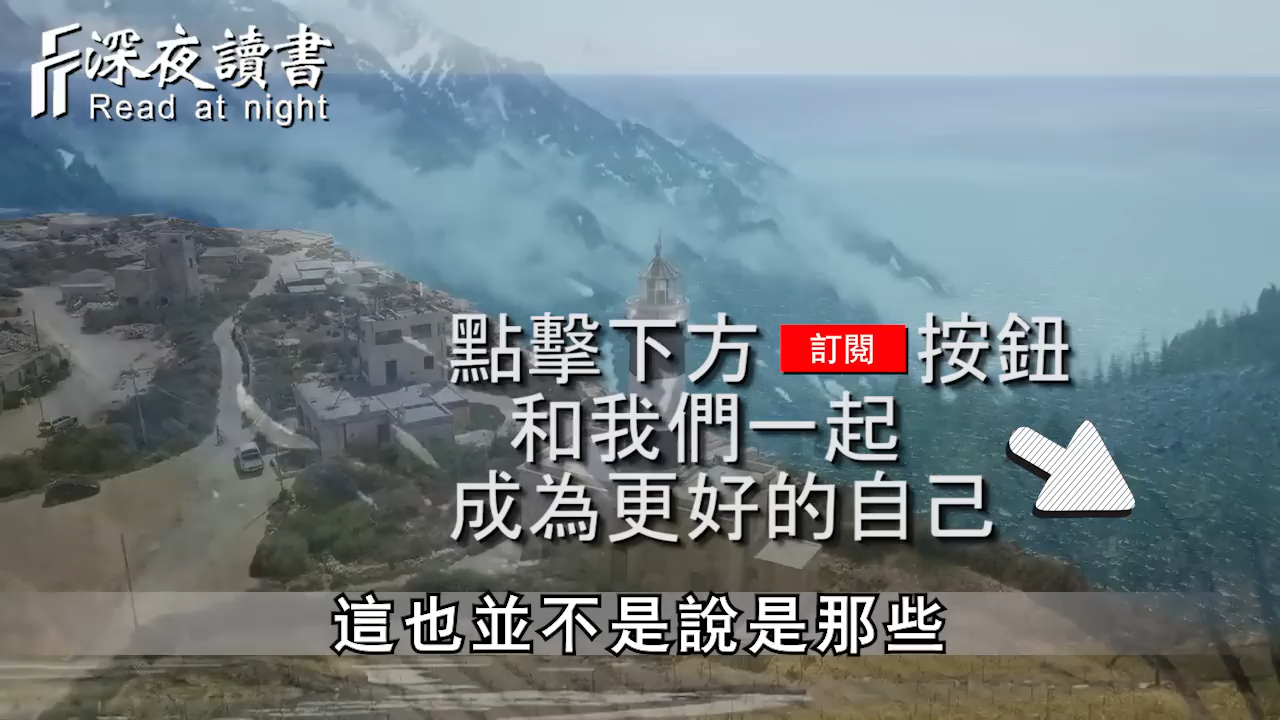 深夜讀書
Read at night
點擊下方 訂閱 按鈕
和我們一起
成為更好的自己
這也並不是說是那些